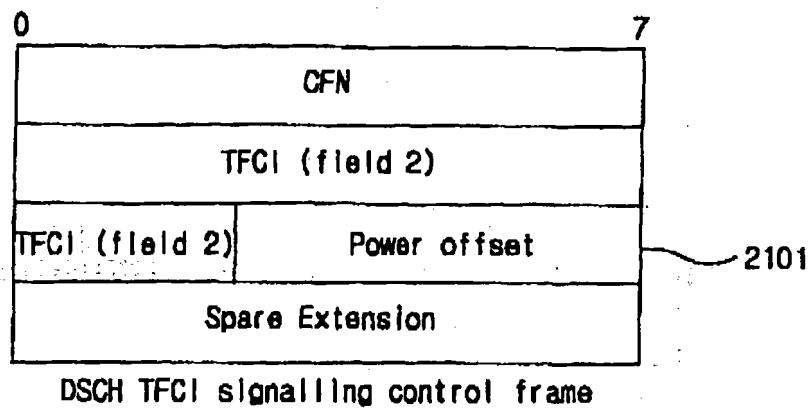 0 7
CFN
TFCI (field 2)
TFCI (field 2) Power offset
2101
Spare Extension
DSCH TFCI signalling control frame